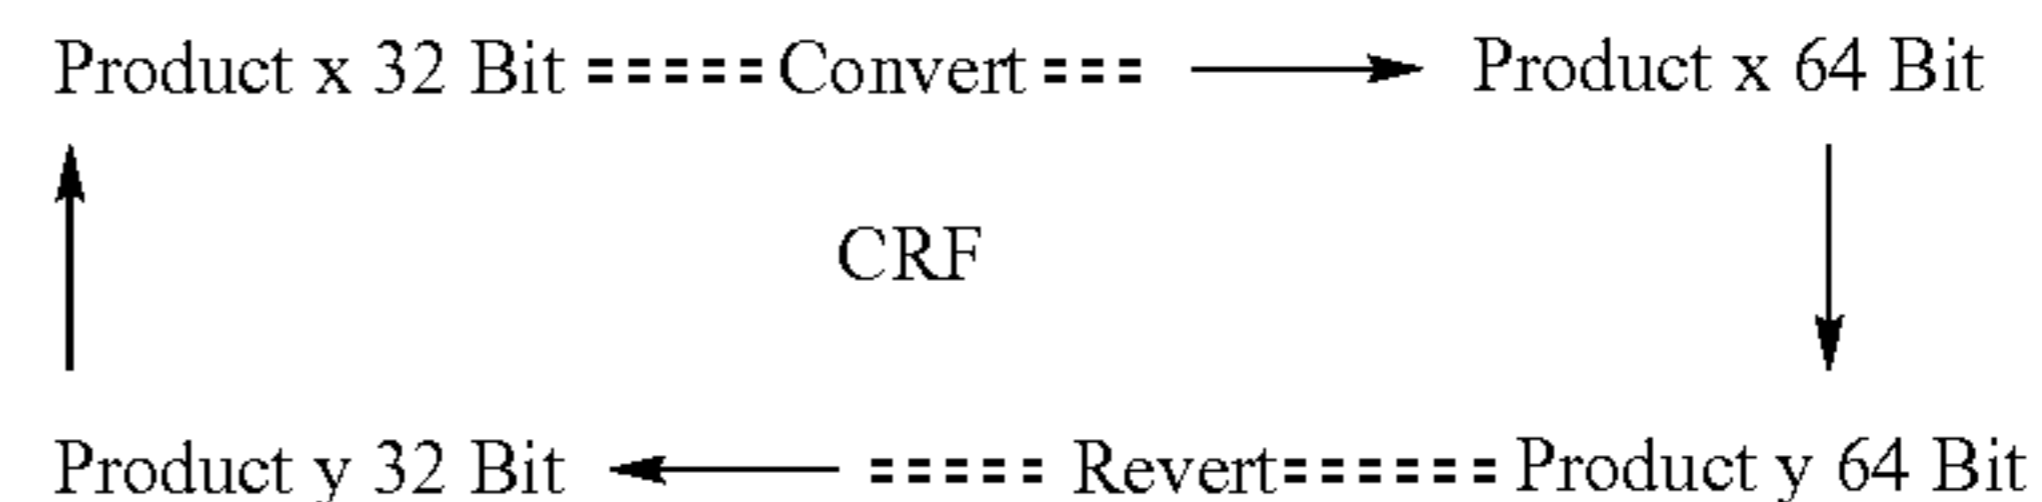 Product x 32 Bit =====Convert=== Product x 64 Bit
CRF
Product y 32 Bit ===== Revert====== Product y 64 Bit